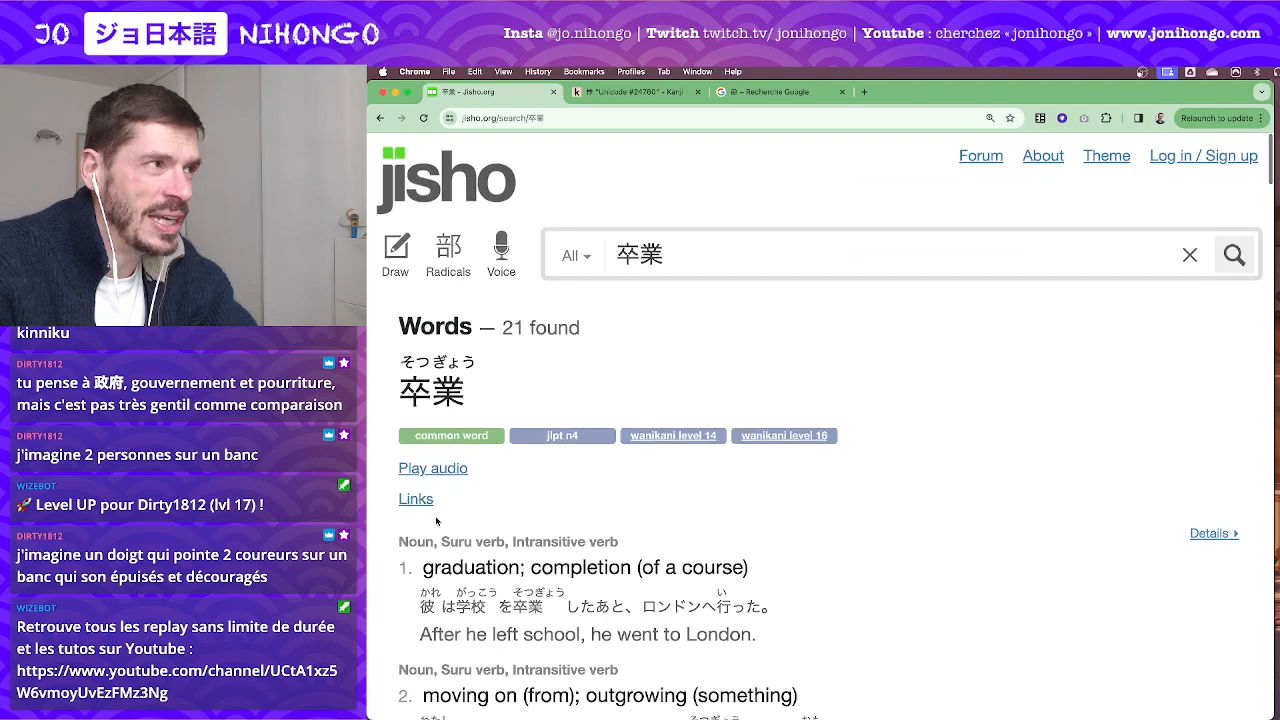 JO ジョ日本語 NIHONGO
Insta @jo.nihongo | Twitch twitch.tv/ jonihongo | Youtube : cherchez «jonihongo » | www.jonihongo.com
Chrome File Edit View History Bookmarks Profiles Tab Window Help
卒業 - Jisho.org
"Unicode #24760" - Kanji
– Recherche Google
jisho.org/search/卒業
Relaunch to update
jisho
Forum About Theme Log in / Sign up
Draw
部 Radicals
Voice
All 卒業
Words — 21 found
そつ ぎょう
卒業
common word
jlpt n4
wanikani level 14
wanikani level 16
Play audio
Links
Noun, Suru verb, Intransitive verb
Details
1. graduation; completion (of a course)
かれ がっこう そつぎょう い
彼 は学校 を卒業 したあと、ロンドンへ行った。
After he left school, he went to London.
Noun, Suru verb, Intransitive verb
2. moving on (from); outgrowing (something)
kinniku
DIRTY1812
tu pense à 政府, gouvernement et pourriture,
mais c'est pas très gentil comme comparaison
DIRTY1812
j'imagine 2 personnes sur un banc
WIZEBOT
🚀 Level UP pour Dirty1812 (lvl 17) !
DIRTY1812
j'imagine un doigt qui pointe 2 coureurs sur un
banc qui son épuisés et découragés
WIZEBOT
Retrouve tous les replay sans limite de durée
et les tutos sur Youtube :
https://www.youtube.com/channel/UCtA1xz5
W6vmoyUvEzFMz3Ng